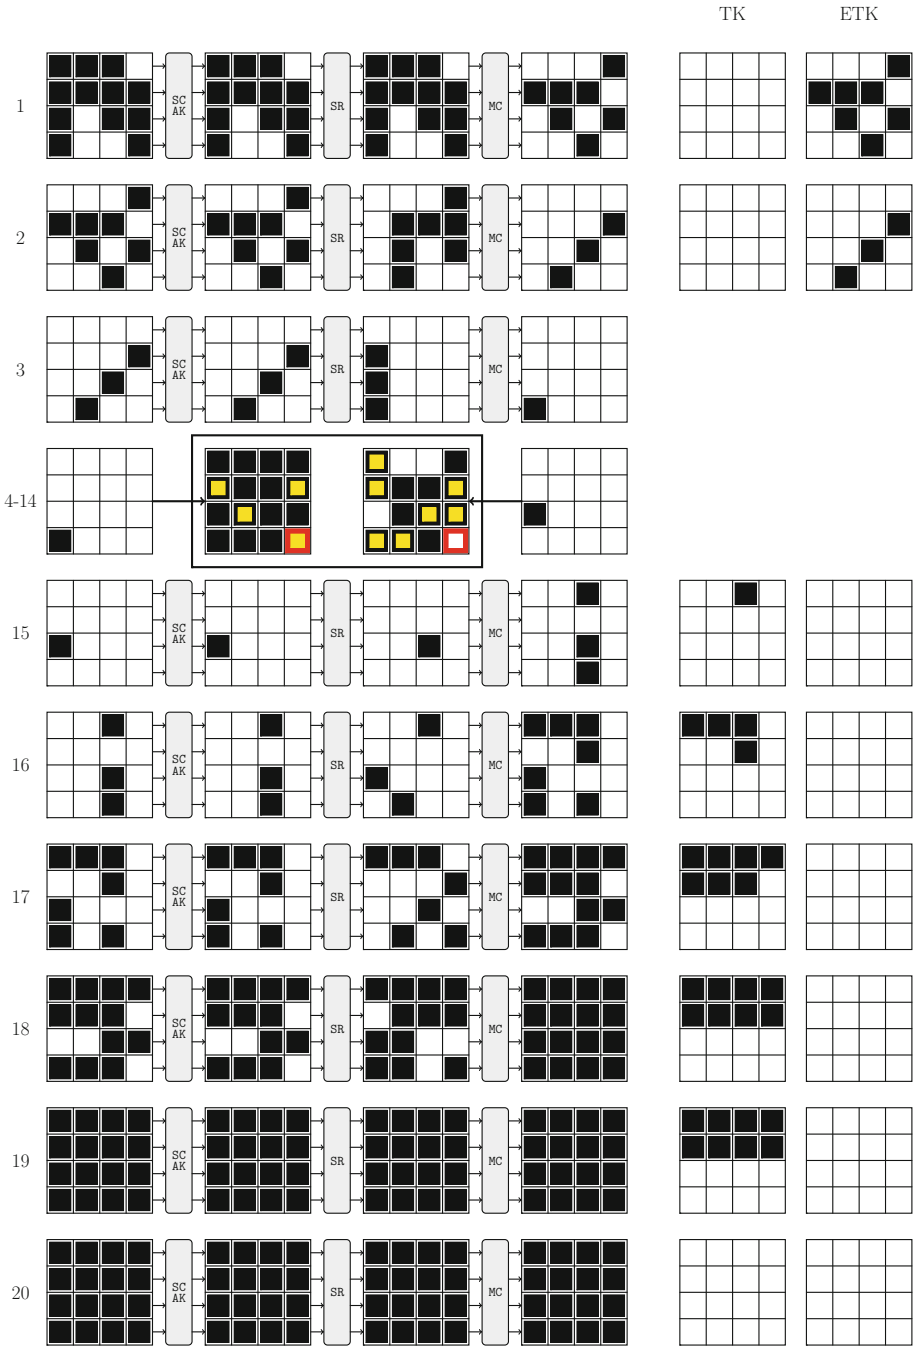 TK ETK
1 SC AK SR MC
2 SC AK SR MC
3 SC AK SR MC
4-14
15 SC AK SR MC
16 SC AK SR MC
17 SC AK SR MC
18 SC AK SR MC
19 SC AK SR MC
20 SC AK SR MC